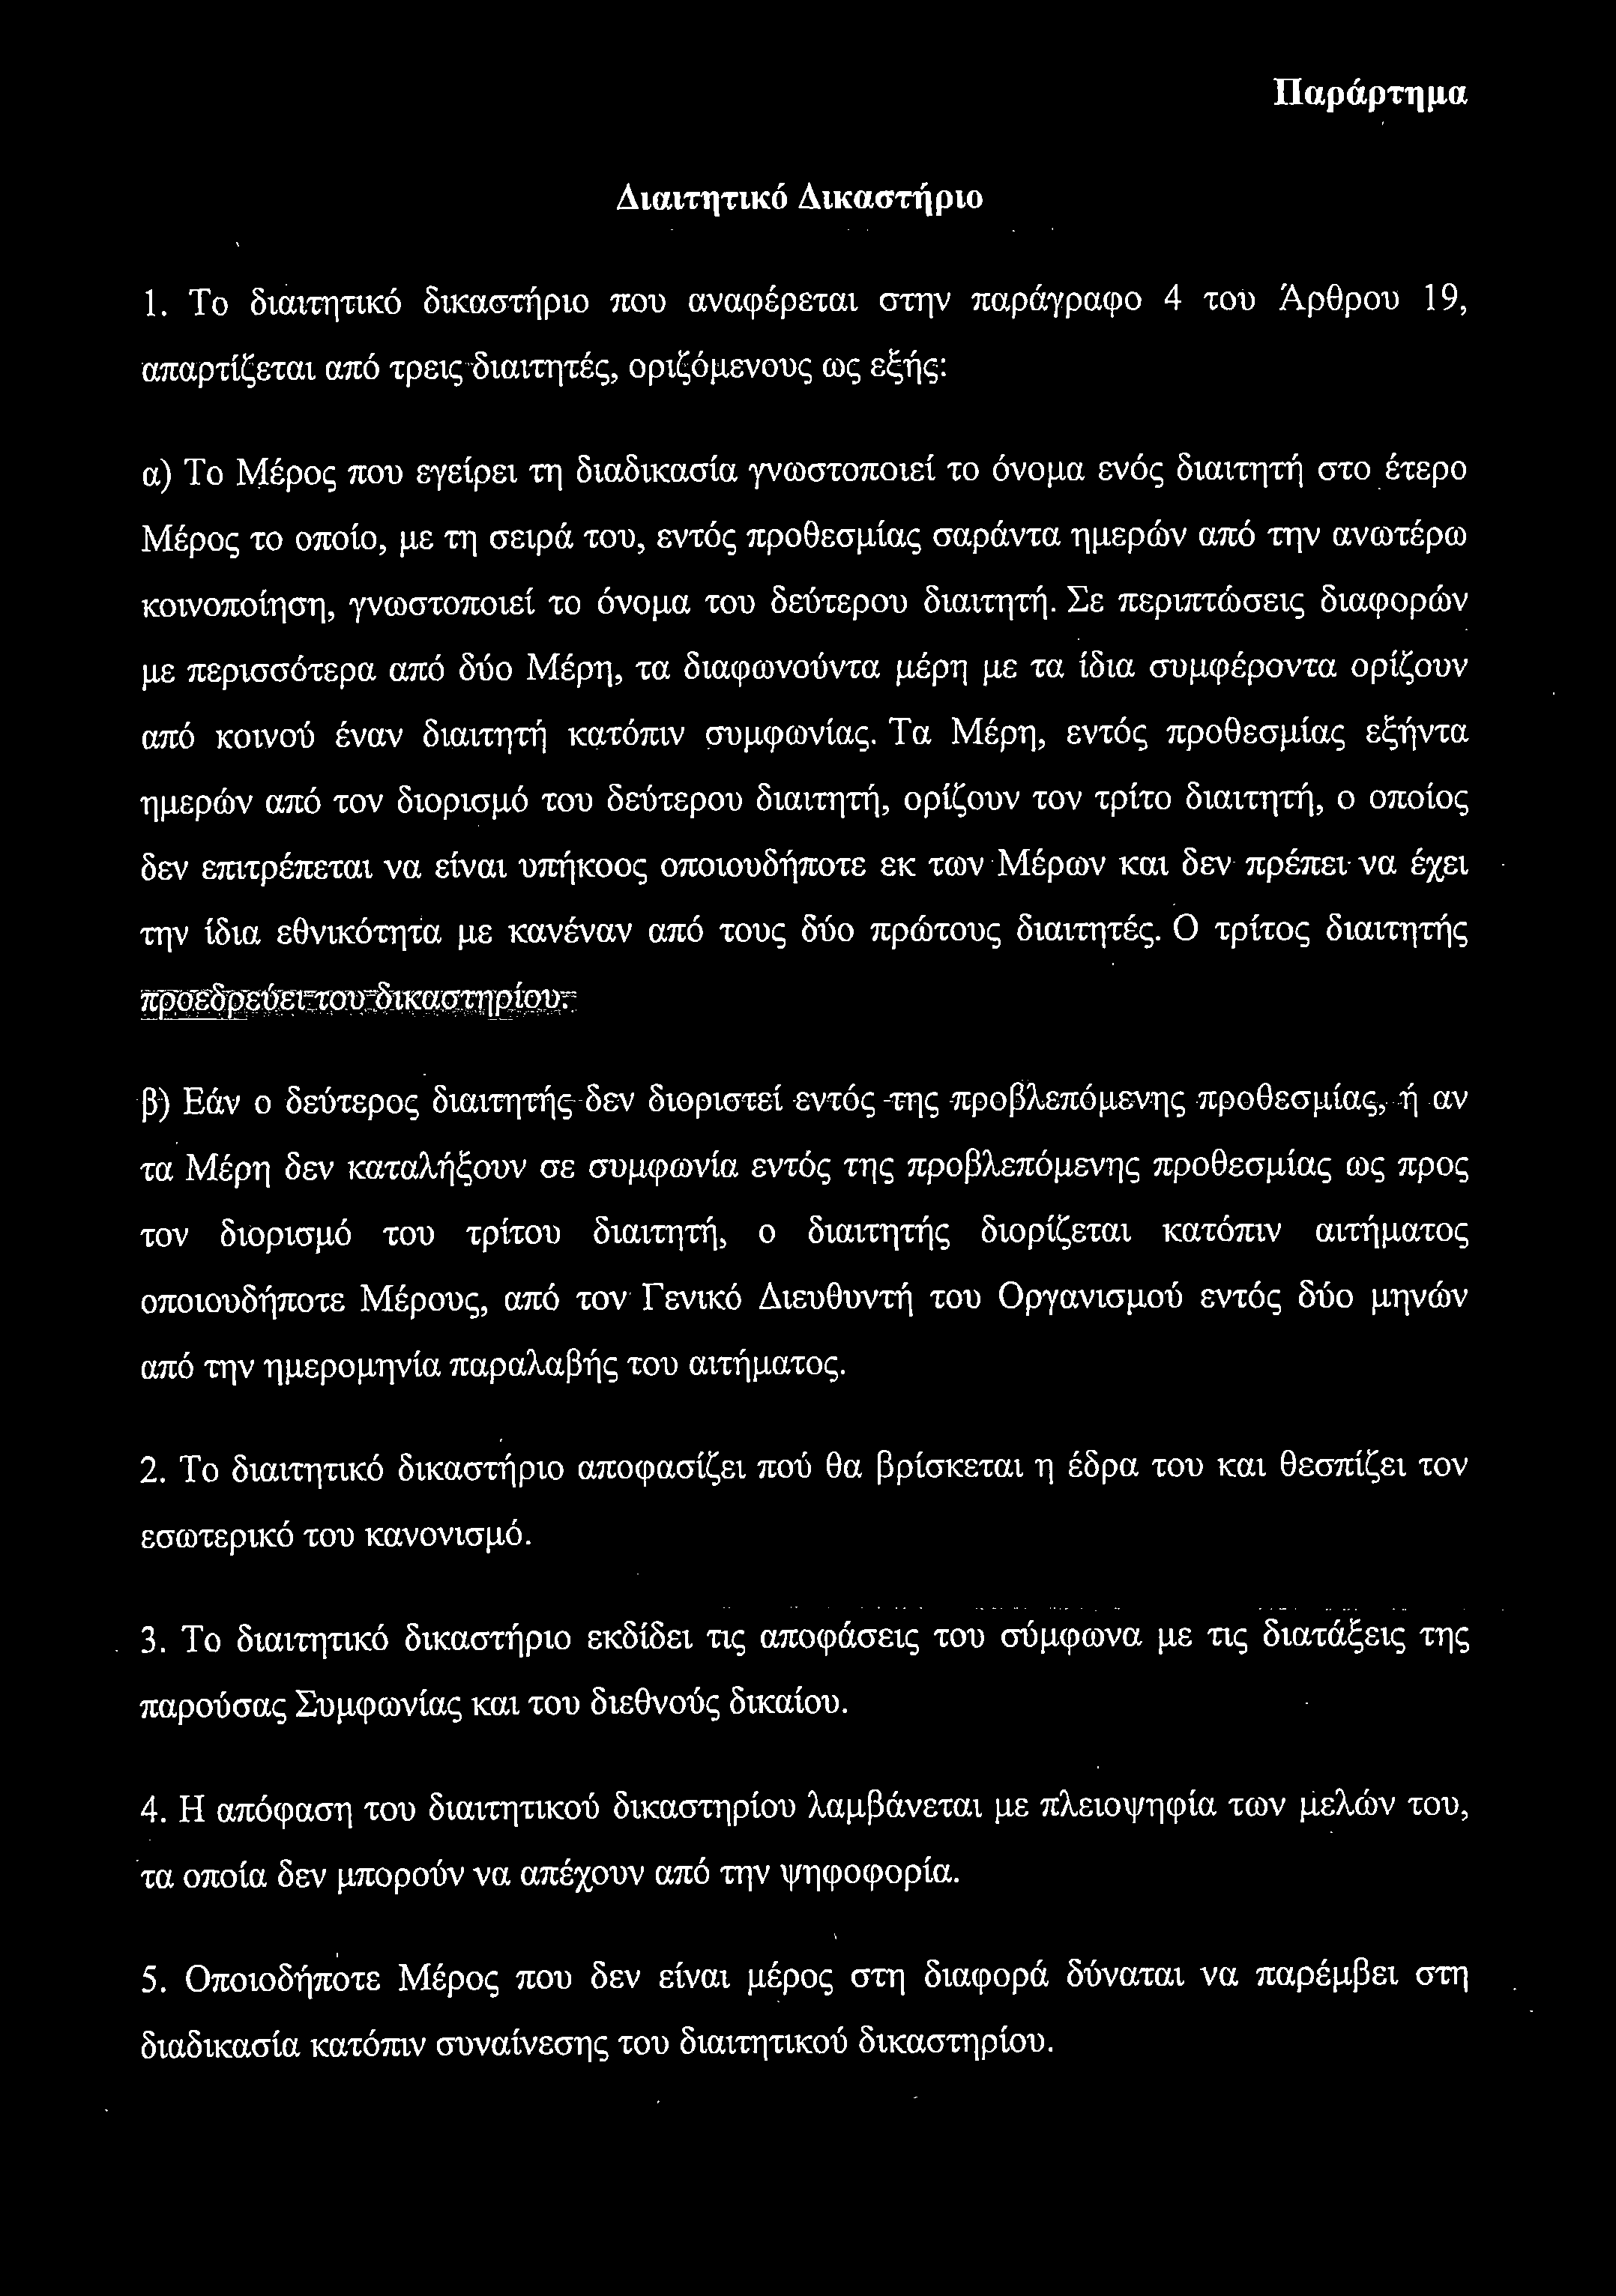 Παράρτημα
Διαιτητικό Δικαστήριο
1. Το διαιτητικό δικαστήριο που αναφέρεται στην παράγραφο 4 του Άρθρου 19,
απαρτίζεται από τρεις διαιτητές, οριζόμενους ως εξής:
α) Το Μέρος που εγείρει τη διαδικασία γνωστοποιεί το όνομα ενός διαιτητή στο έτερο
Μέρος το οποίο, με τη σειρά του, εντός προθεσμίας σαράντα ημερών από την ανωτέρω
κοινοποίηση, γνωστοποιεί το όνομα του δεύτερου διαιτητή. Σε περιπτώσεις διαφορών
με περισσότερα από δύο Μέρη, τα διαφωνούντα μέρη με τα ίδια συμφέροντα ορίζουν
από κοινού έναν διαιτητή κατόπιν συμφωνίας. Τα Μέρη, εντός προθεσμίας εξήντα
ημερών από τον διορισμό του δεύτερου διαιτητή, ορίζουν τον τρίτο διαιτητή, ο οποίος
δεν επιτρέπεται να είναι υπήκοος οποιουδήποτε εκ των Μέρων και δεν πρέπει να έχει
την ίδια εθνικότητα με κανέναν από τους δύο πρώτους διαιτητές. Ο τρίτος διαιτητής
προεδρεύει του δικαστηρίου.
β) Εάν ο δεύτερος διαιτητής δεν διοριστεί εντός της προβλεπόμενης προθεσμίας, ή αν
τα Μέρη δεν καταλήξουν σε συμφωνία εντός της προβλεπόμενης προθεσμίας ως προς
τον διορισμό του τρίτου διαιτητή, ο διαιτητής διορίζεται κατόπιν αιτήματος
οποιουδήποτε Μέρους, από τον Γενικό Διευθυντή του Οργανισμού εντός δύο μηνών
από την ημερομηνία παραλαβής του αιτήματος.
2. Το διαιτητικό δικαστήριο αποφασίζει πού θα βρίσκεται η έδρα του και θεσπίζει τον
εσωτερικό του κανονισμό.
3. Το διαιτητικό δικαστήριο εκδίδει τις αποφάσεις του σύμφωνα με τις διατάξεις της
παρούσας Συμφωνίας και του διεθνούς δικαίου.
4. Η απόφαση του διαιτητικού δικαστηρίου λαμβάνεται με πλειοψηφία των μελών του,
τα οποία δεν μπορούν να απέχουν από την ψηφοφορία.
5. Οποιοδήποτε Μέρος που δεν είναι μέρος στη διαφορά δύναται να παρέμβει στη
διαδικασία κατόπιν συναίνεσης του διαιτητικού δικαστηρίου.